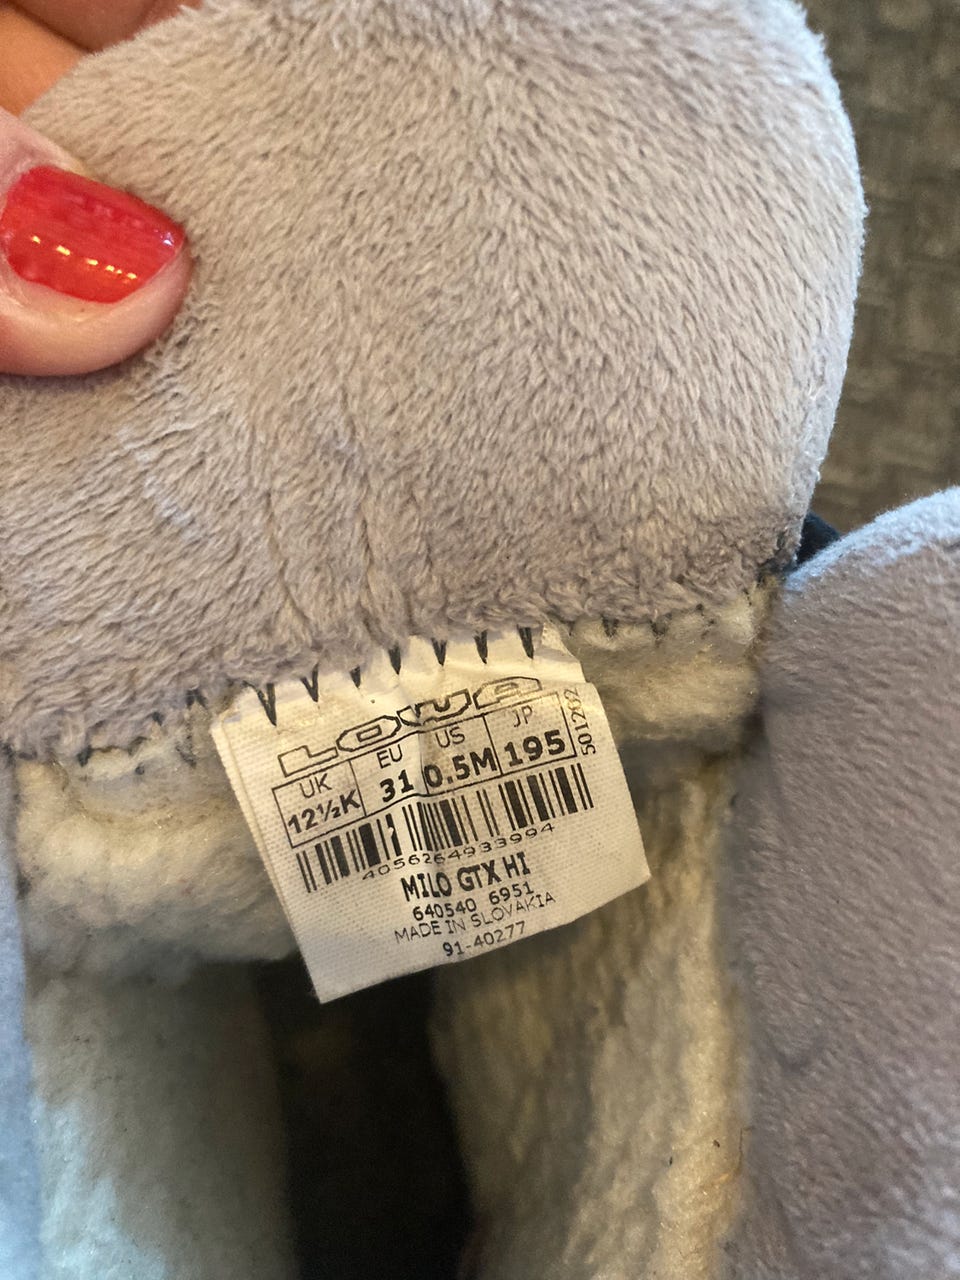 LOWA
UK EU US JP
12½K 31 0.5M 195
501202
4056264933994
MILO GTX HI
640540 6951
MADE IN SLOVAKIA
91-40277